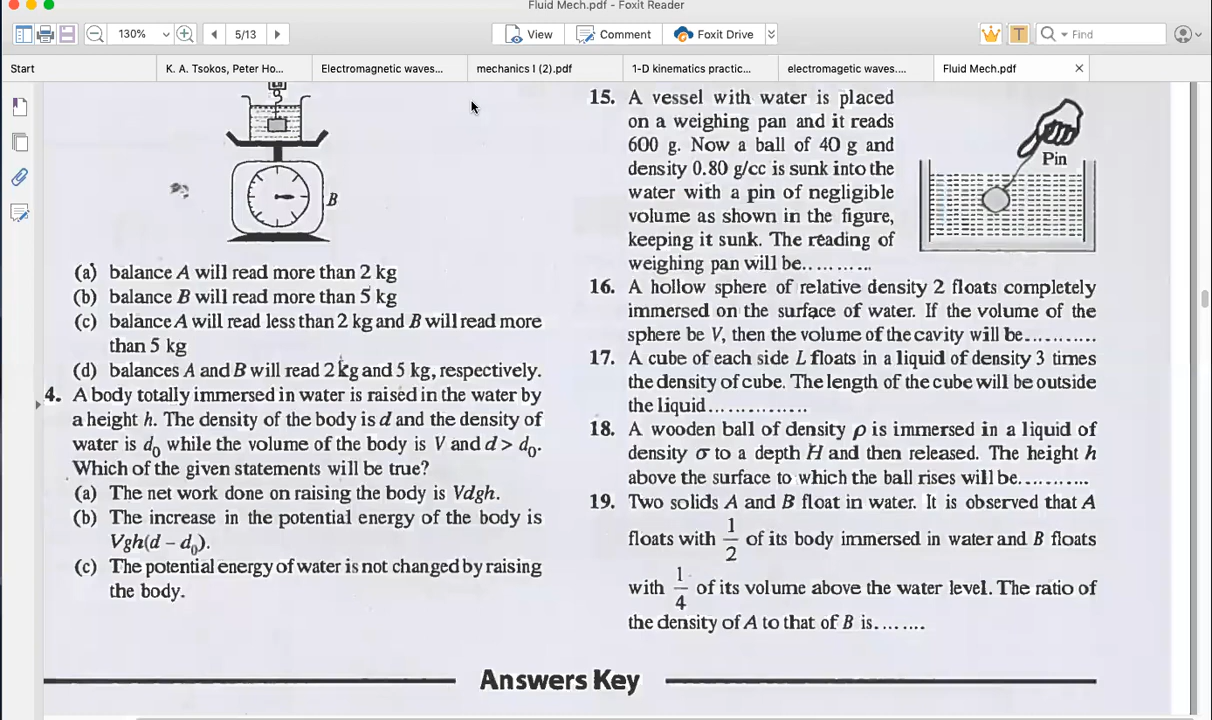 Fluid Mech.pdf - Foxit Reader
130%
5/13
View
Comment
Foxit Drive
T
Find
Start
K. A. Tsokos, Peter Ho...
Electromagnetic waves...
mechanics I (2).pdf
1-D kinematics practic...
electromagetic waves....
Fluid Mech.pdf
B
(a) balance A will read more than 2 kg
(b) balance B will read more than 5 kg
(c) balance A will read less than 2 kg and B will read more
than 5 kg
(d) balances A and B will read 2 kg and 5 kg, respectively.
4. A body totally immersed in water is raised in the water by
a height h. The density of the body is d and the density of
water is d₀ while the volume of the body is V and d > d₀.
Which of the given statements will be true?
(a) The net work done on raising the body is Vdgh.
(b) The increase in the potential energy of the body is
Vgh(d – d₀).
(c) The potential energy of water is not changed by raising
the body.
15. A vessel with water is placed
on a weighing pan and it reads
600 g. Now a ball of 40 g and
density 0.80 g/cc is sunk into the
water with a pin of negligible
volume as shown in the figure,
keeping it sunk. The reading of
weighing pan will be..........
Pin
16. A hollow sphere of relative density 2 floats completely
immersed on the surface of water. If the volume of the
sphere be V, then the volume of the cavity will be...........
17. A cube of each side L floats in a liquid of density 3 times
the density of cube. The length of the cube will be outside
the liquid...............
18. A wooden ball of density ρ is immersed in a liquid of
density σ to a depth H and then released. The height h
above the surface to which the ball rises will be...........
19. Two solids A and B float in water. It is observed that A
floats with 1/2 of its body immersed in water and B floats
with 1/4 of its volume above the water level. The ratio of
the density of A to that of B is........
Answers Key